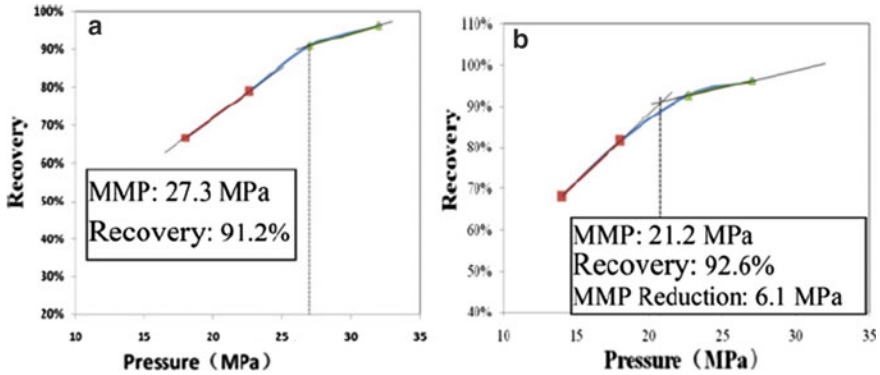 a
100%
90%
80%
70%
60%
50%
40%
30%
20%
Recovery
MMP: 27.3 MPa
Recovery: 91.2%
10 15 20 25 30 35
Pressure（MPa）
b
110%
100%
90%
80%
70%
60%
50%
40%
Recovery
MMP: 21.2 MPa
Recovery: 92.6%
MMP Reduction: 6.1 MPa
10 15 20 25 30 35
Pressure（MPa）